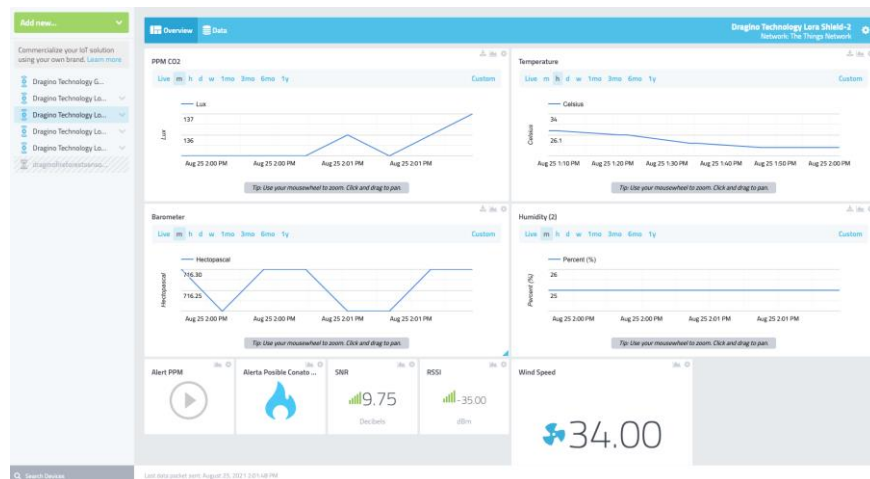 Add new...
Commercialize your IoT solution
using your own brand. Learn more
Dragino Technology G...
Dragino Technology Lo...
Dragino Technology Lo...
Dragino Technology Lo...
Dragino Technology Lo...
Search Devices
Overview Data
Dragino Technology Lora Shield-2
Network: The Things Network
PPM CO2
Live m h d w 1mo 3mo 6mo 1y Custom
Lux
Lux
137
136
Aug 25 2:00 PM Aug 25 2:00 PM Aug 25 2:01 PM Aug 25 2:01 PM
Tip: Use your mousewheel to zoom. Click and drag to pan.
Temperature
Live m h d w 1mo 3mo 6mo 1y Custom
Celsius
Celsius
34
26.1
Aug 25 1:10 PM Aug 25 1:20 PM Aug 25 1:30 PM Aug 25 1:40 PM Aug 25 1:50 PM Aug 25 2:00 PM
Tip: Use your mousewheel to zoom. Click and drag to pan.
Barometer
Live m h d w 1mo 3mo 6mo 1y Custom
Hectopascal
Hectopascal
716.30
716.25
Aug 25 2:00 PM Aug 25 2:00 PM Aug 25 2:01 PM Aug 25 2:01 PM
Tip: Use your mousewheel to zoom. Click and drag to pan.
Humidity (2)
Live m h d w 1mo 3mo 6mo 1y Custom
Percent (%)
Percent (%)
26
25
Aug 25 2:00 PM Aug 25 2:00 PM Aug 25 2:01 PM Aug 25 2:01 PM
Tip: Use your mousewheel to zoom. Click and drag to pan.
Alert PPM
Alerta Posible Conato ...
SNR
9.75
Decibels
RSSI
-35.00
dBm
Wind Speed
34.00
Last data packet sent: August 25, 2021 2:01:48 PM